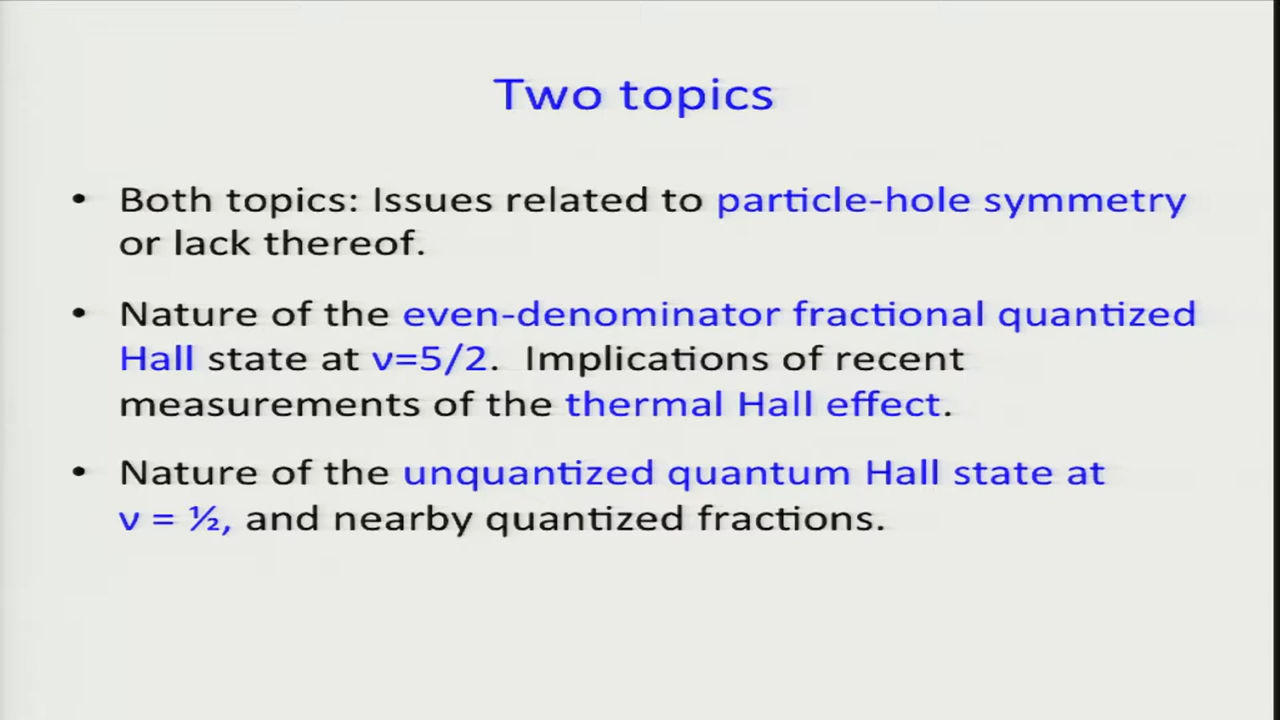 Two topics
• Both topics: Issues related to particle-hole symmetry
or lack thereof.
• Nature of the even-denominator fractional quantized
Hall state at ν=5/2. Implications of recent
measurements of the thermal Hall effect.
• Nature of the unquantized quantum Hall state at
ν = ½, and nearby quantized fractions.